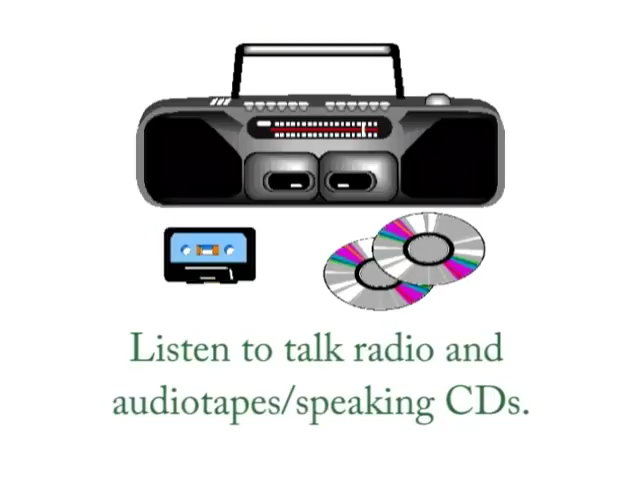 Listen to talk radio and
audiotapes/speaking CDs.